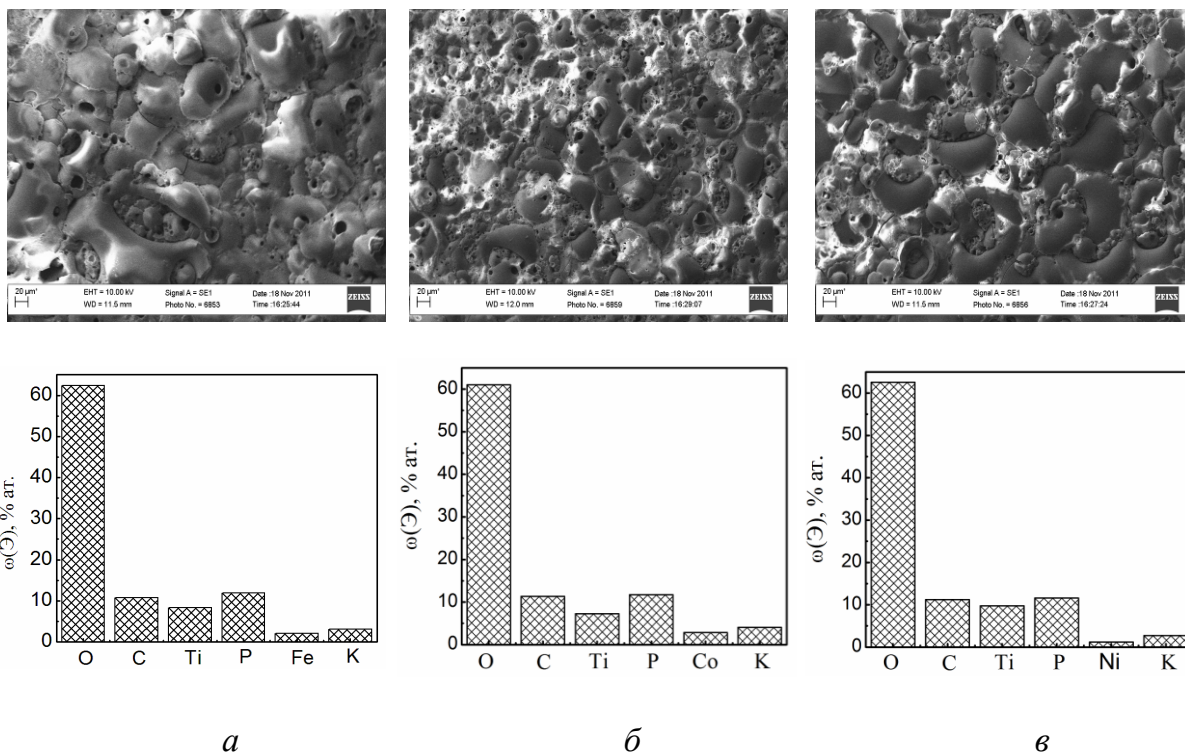 20 µm EHT = 10.00 kV Signal A = SE1 Date :18 Nov 2011
WD = 11.5 mm Photo No. = 6853 Time :16:25:44
ZEISS
20 µm EHT = 10.00 kV Signal A = SE1 Date :18 Nov 2011
WD = 12.0 mm Photo No. = 6859 Time :16:29:07
ZEISS
20 µm EHT = 10.00 kV Signal A = SE1 Date :18 Nov 2011
WD = 11.5 mm Photo No. = 6856 Time :16:27:24
ZEISS
ω(Э), % ат.
60
50
40
30
20
10
0
O C Ti P Fe K
ω(Э), % ат.
60
50
40
30
20
10
0
O C Ti P Co K
ω(Э), % ат.
60
50
40
30
20
10
0
O C Ti P Ni K
а б в